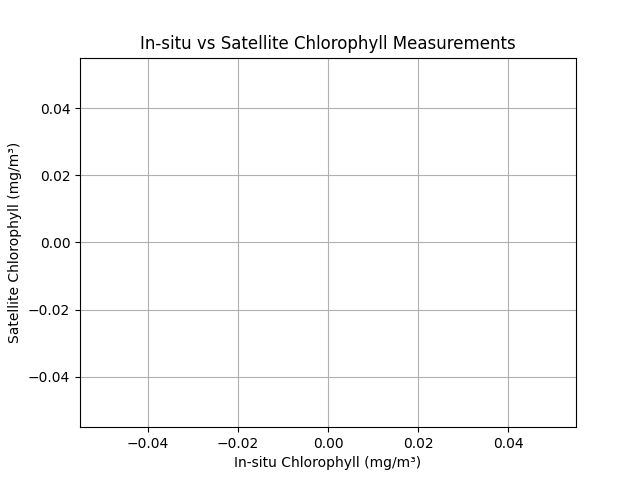 In-situ vs Satellite Chlorophyll Measurements
Satellite Chlorophyll (mg/m³)
0.04
0.02
0.00
−0.02
−0.04
−0.04 −0.02 0.00 0.02 0.04
In-situ Chlorophyll (mg/m³)